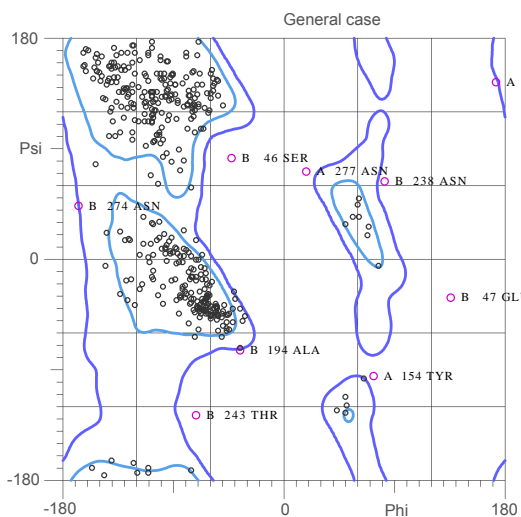 General case
180
A
Psi
B 46 SER
A 277 ASN
B 238 ASN
B 274 ASN
0
B 47 GL
B 194 ALA
A 154 TYR
B 243 THR
-180
-180 0 Phi 180